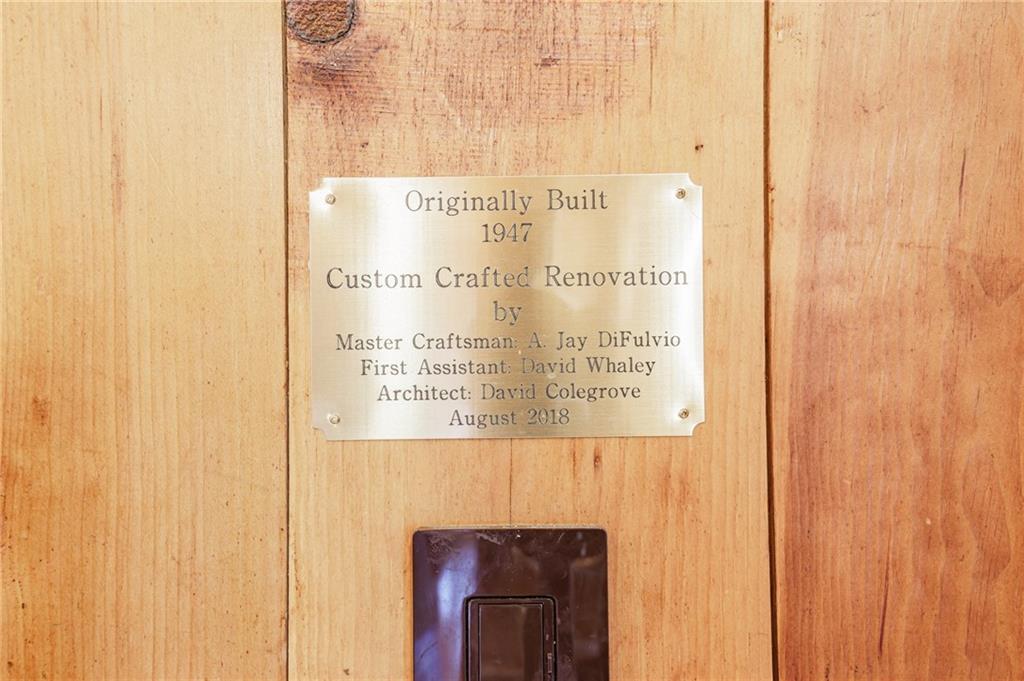 Originally Built
1947
Custom Crafted Renovation
by
Master Craftsman: A. Jay DiFulvio
First Assistant: David Whaley
Architect: David Colegrove
August 2018